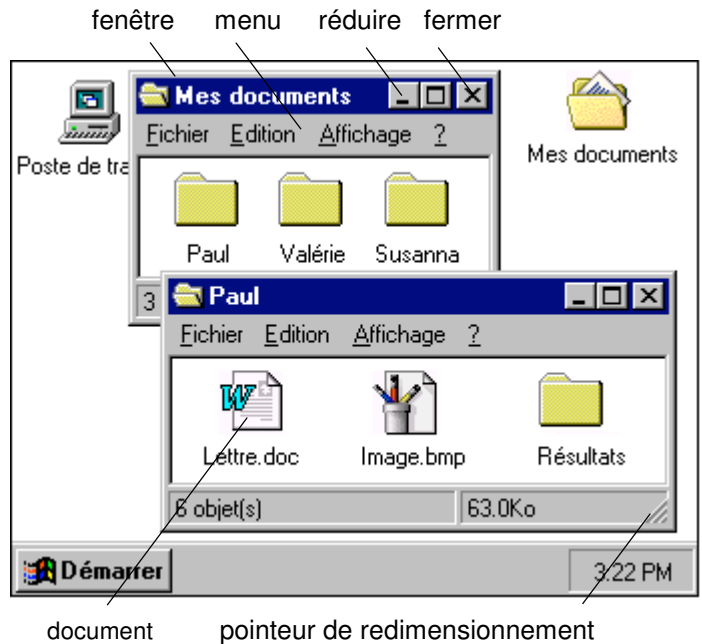 fenêtre menu réduire fermer
Mes documents
Fichier Edition Affichage ?
Poste de tra
Mes documents
Paul Valérie Susanna
3
Paul
Fichier Edition Affichage ?
W
Lettre.doc Image.bmp Résultats
6 objet(s) 63.0Ko
Démarrer 3:22 PM
document pointeur de redimensionnement